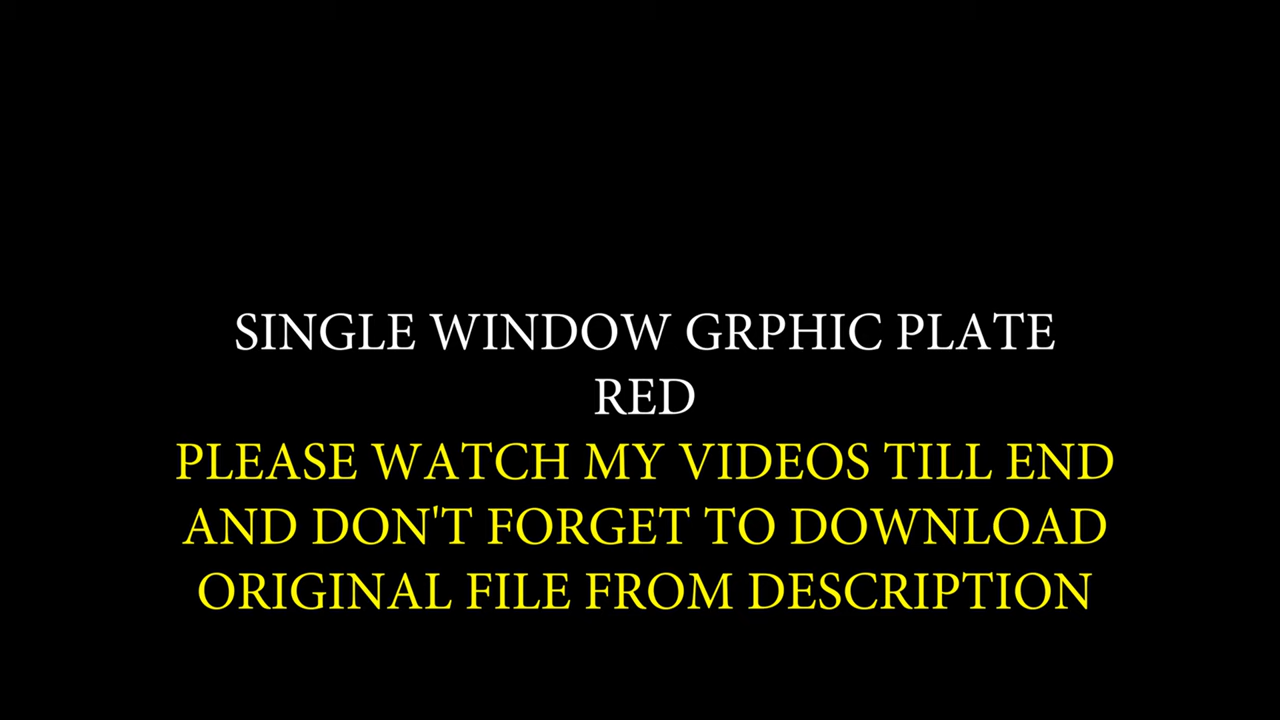 SINGLE WINDOW GRPHIC PLATE
RED
PLEASE WATCH MY VIDEOS TILL END
AND DON'T FORGET TO DOWNLOAD
ORIGINAL FILE FROM DESCRIPTION